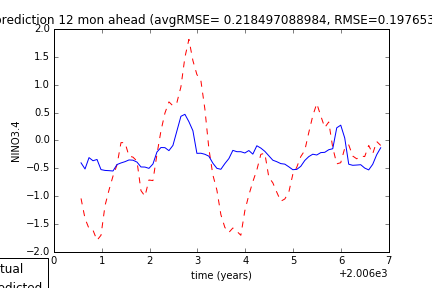 prediction 12 mon ahead (avgRMSE= 0.218497088984, RMSE=0.197653
2.0
1.5
1.0
0.5
0.0
−0.5
−1.0
−1.5
−2.0
NINO3.4
0 1 2 3 4 5 6 7
time (years)
+2.006e3
tual
edicted